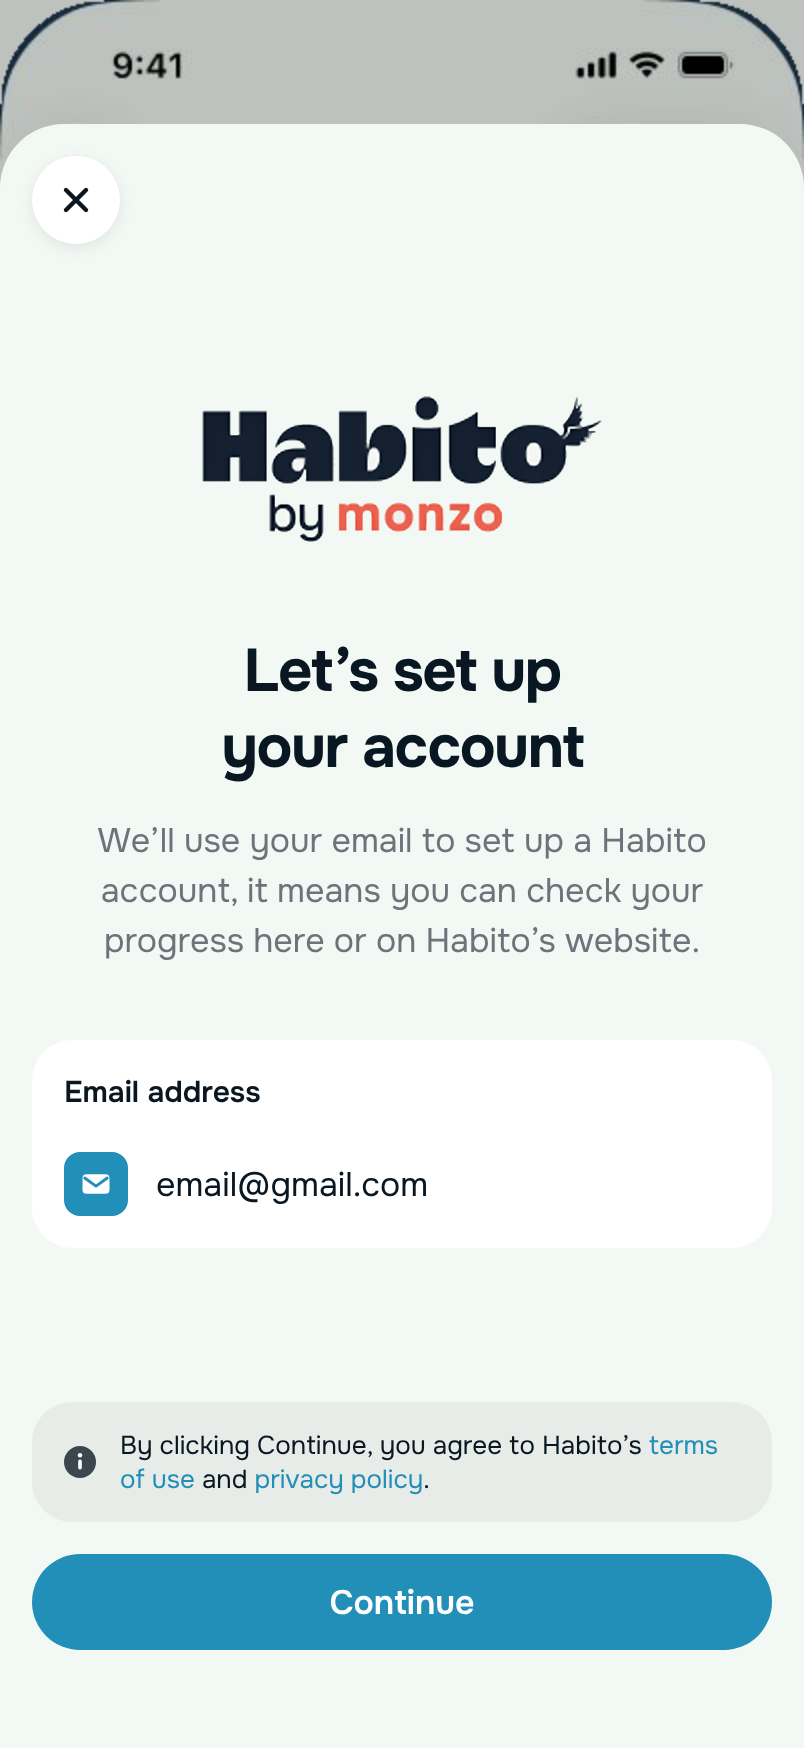 9:41
Habito
by monzo
Let’s set up
your account
We’ll use your email to set up a Habito
account, it means you can check your
progress here or on Habito’s website.
Email address
email@gmail.com
By clicking Continue, you agree to Habito’s terms
of use and privacy policy.
Continue